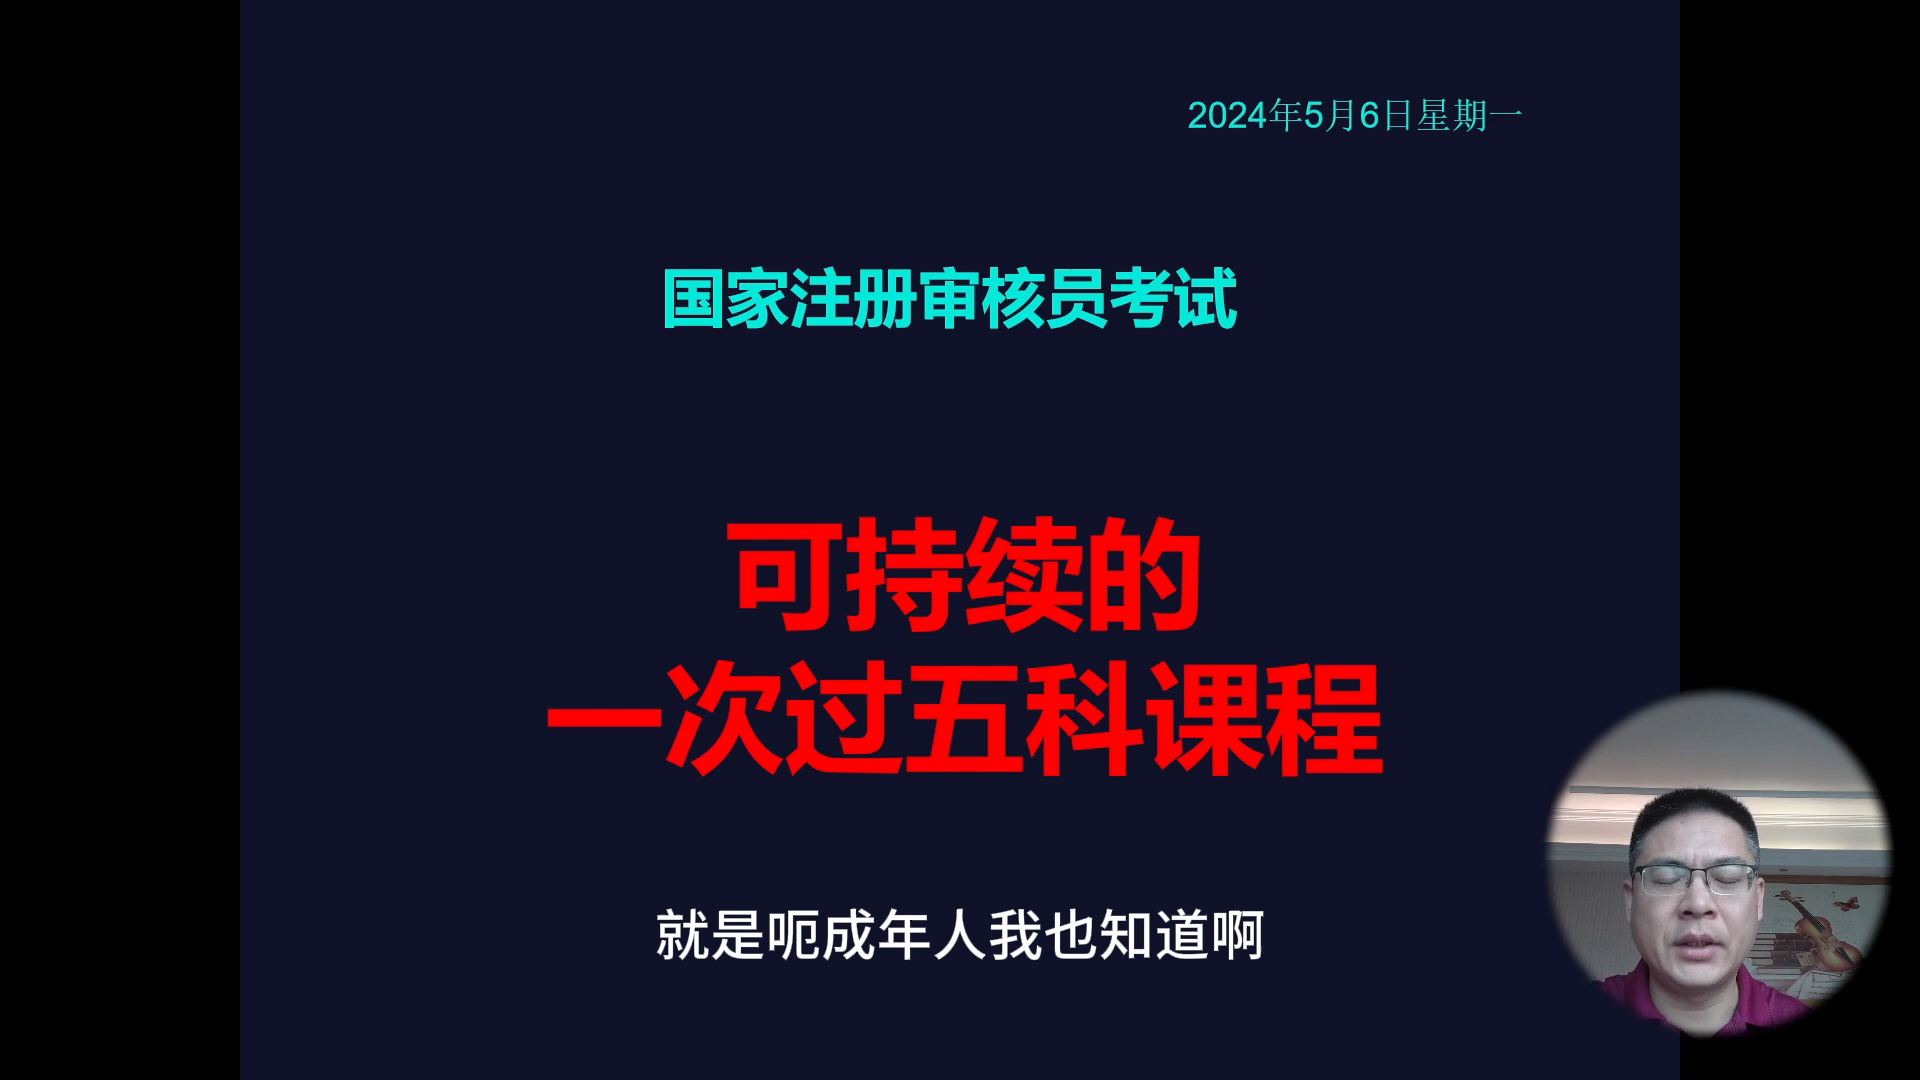 2024年5月6日星期一
国家注册审核员考试
可持续的
一次过五科课程
就是呃成年人我也知道啊